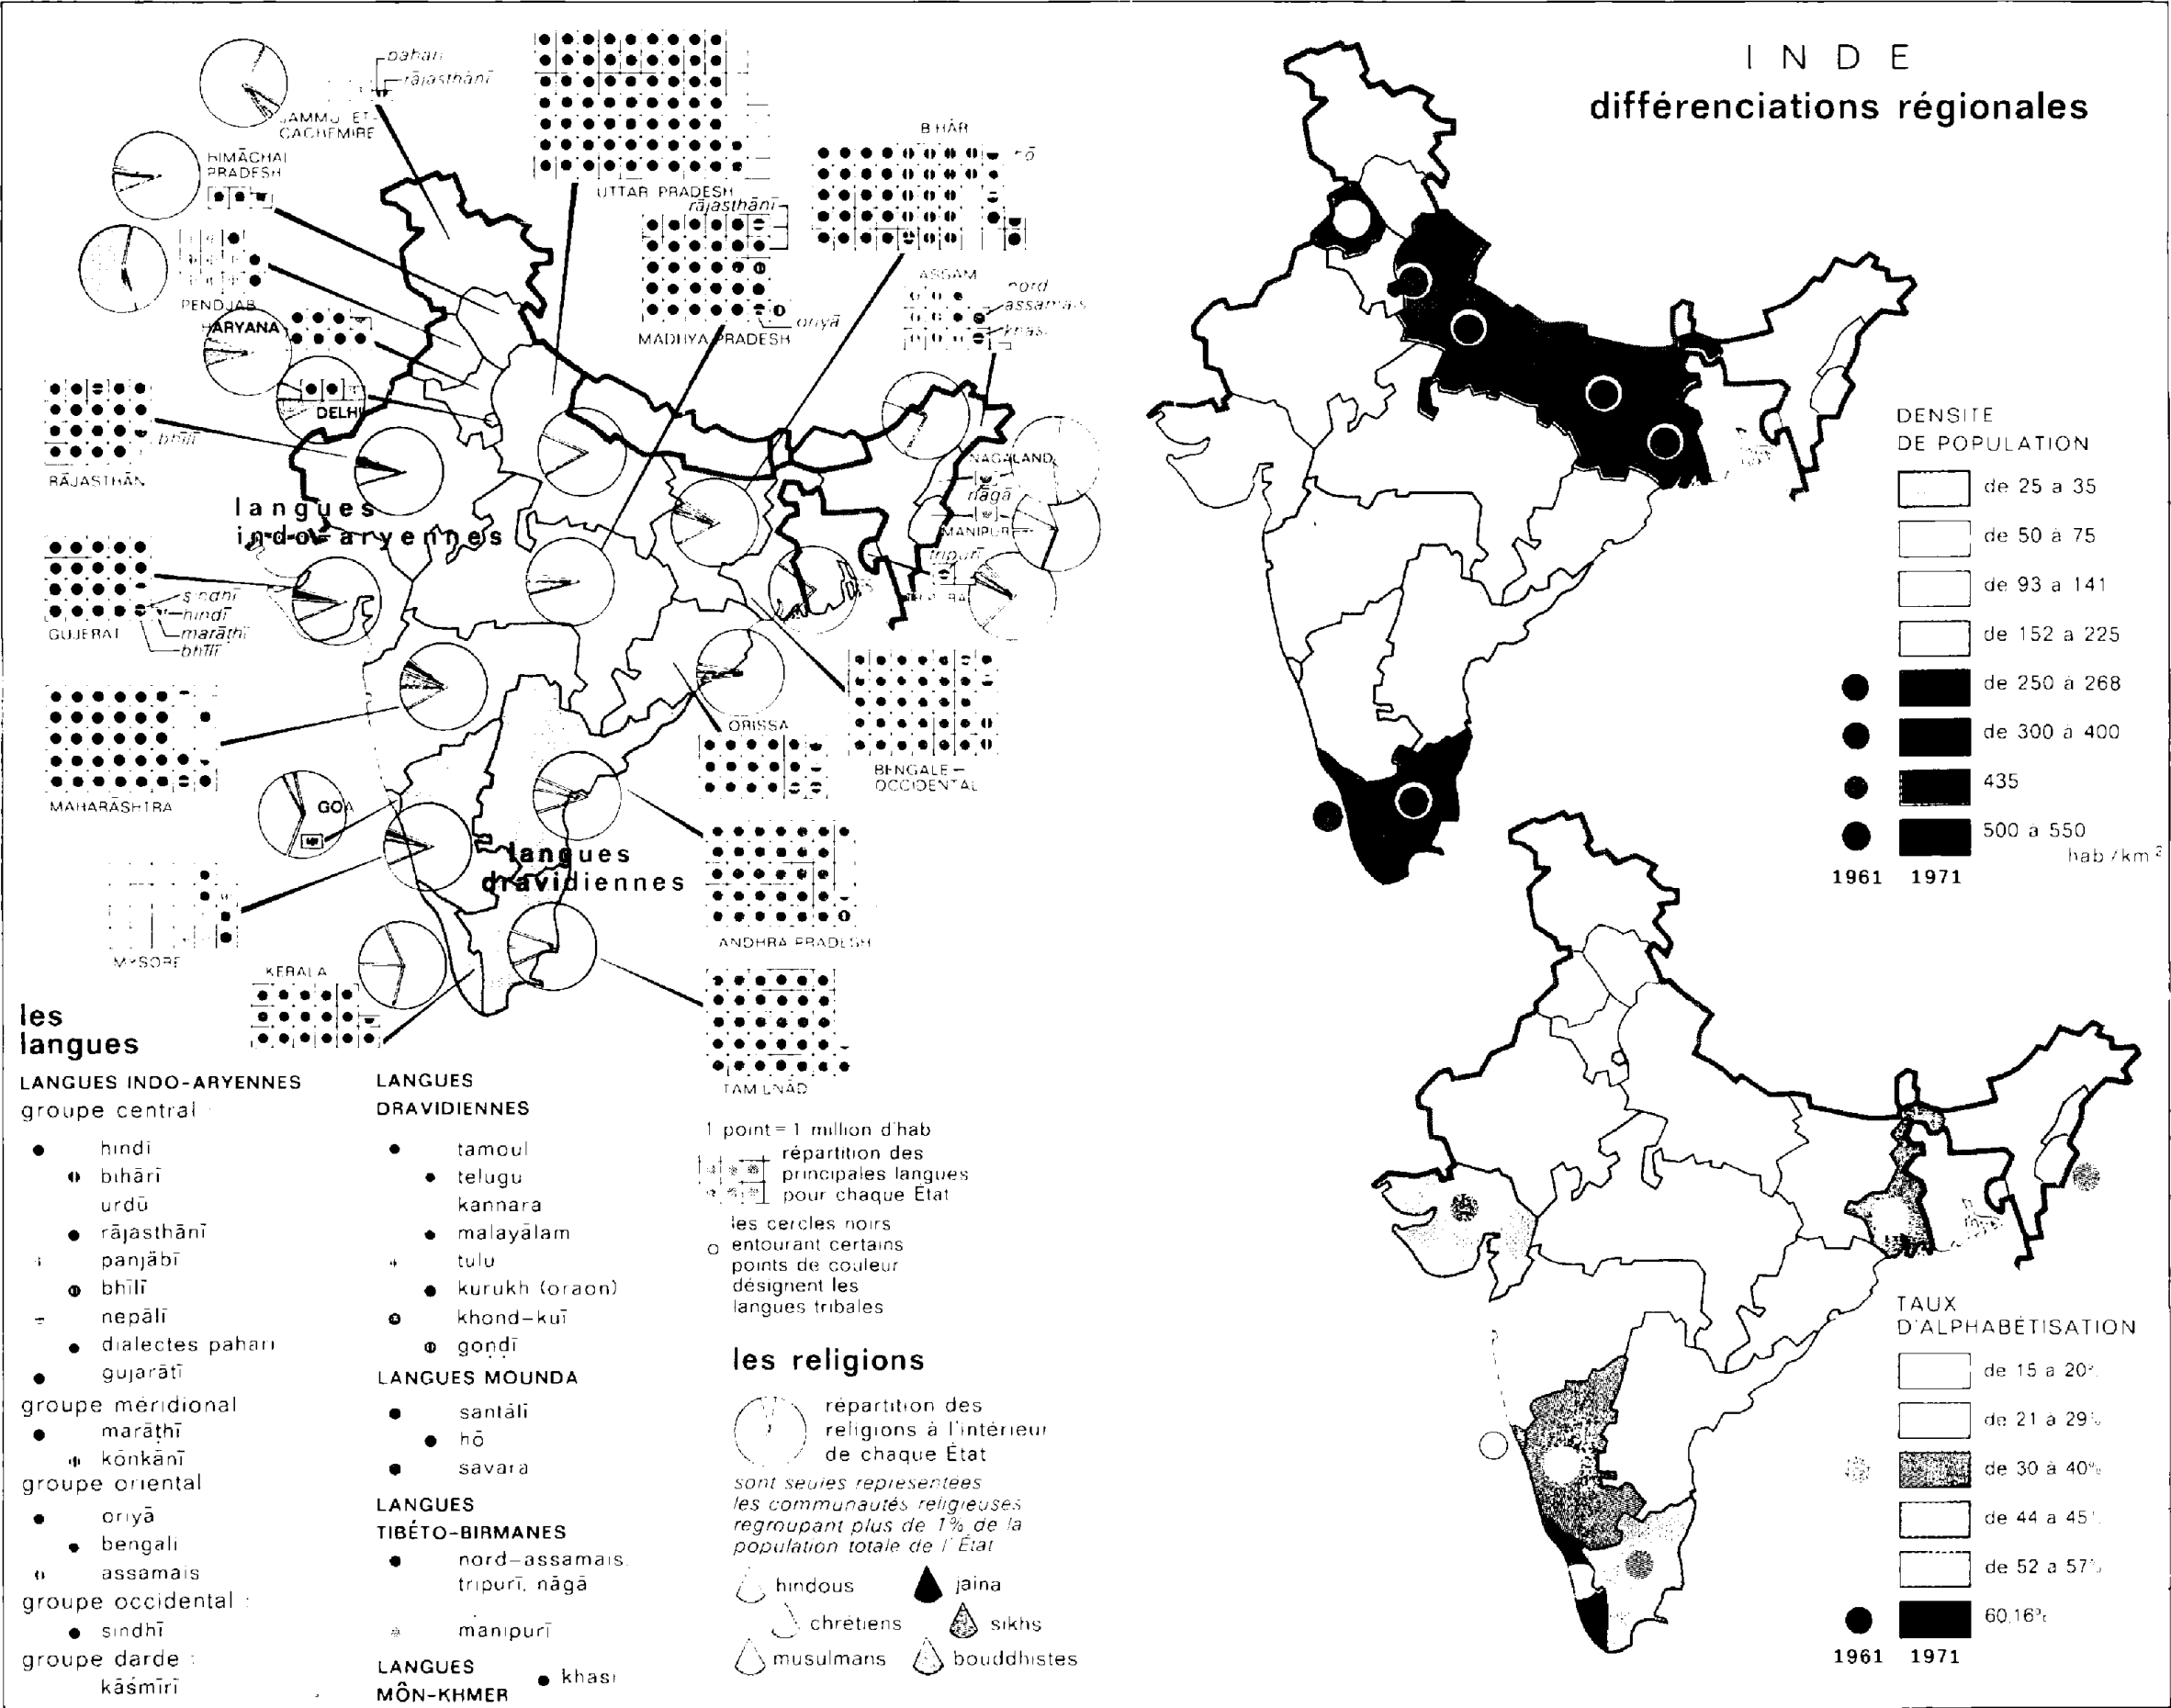 INDE
différenciations régionales
pahari
rājasthānī
JAMMU ET-
CACHEMIRE
HIMĀCHAL
PRADESH
PENDJAB
HARYANA
DELHI
UTTAR PRADESH
rājasthānī
MADHYA PRADESH
oriyā
BIHĀR
hō
ASSAM
nord
assamais
khasi
NAGALAND
nāgā
MANIPUR
tripurī
RĀJASTHĀN
bhīlī
langues
indo-aryennes
GUJERAT
sindhī
hindī
marāṭhī
bhīlī
MAHARĀSHTRA
GOA
ORISSA
BENGALE-
OCCIDENTAL
langues
dravidiennes
ANDHRA PRADESH
MYSORE
KERALA
TAMILNĀD
les
langues
LANGUES INDO-ARYENNES
groupe central :
hindi
bihārī
urdū
rājasthānī
panjābī
bhīlī
nepālī
dialectes pahari
gujarātī
groupe méridional
marāṭhī
kōnkānī
groupe oriental
oriyā
bengali
assamais
groupe occidental :
sindhī
groupe darde :
kāśmīrī
LANGUES
DRAVIDIENNES
tamoul
telugu
kannara
malayālam
tulu
kurukh (oraon)
khond-kuī
gondī
LANGUES MOUNDA
santālī
hō
savara
LANGUES
TIBÉTO-BIRMANES
nord-assamais,
tripurī, nāgā
manipurī
LANGUES
MÔN-KHMER
khasi
1 point = 1 million d'hab
répartition des
principales langues
pour chaque État
les cercles noirs
entourant certains
points de couleur
désignent les
langues tribales
les religions
répartition des
religions à l'intérieur
de chaque État
sont seules représentées
les communautés religieuses
regroupant plus de 1% de la
population totale de l'État
hindous
jaina
chrétiens
sikhs
musulmans
bouddhistes
DENSITE
DE POPULATION
de 25 a 35
de 50 à 75
de 93 a 141
de 152 a 225
de 250 à 268
de 300 à 400
435
500 a 550
hab/km²
1961 1971
TAUX
D'ALPHABÉTISATION
de 15 a 20%
de 21 à 29%
de 30 à 40%
de 44 a 45%
de 52 a 57%
60,16%
1961 1971